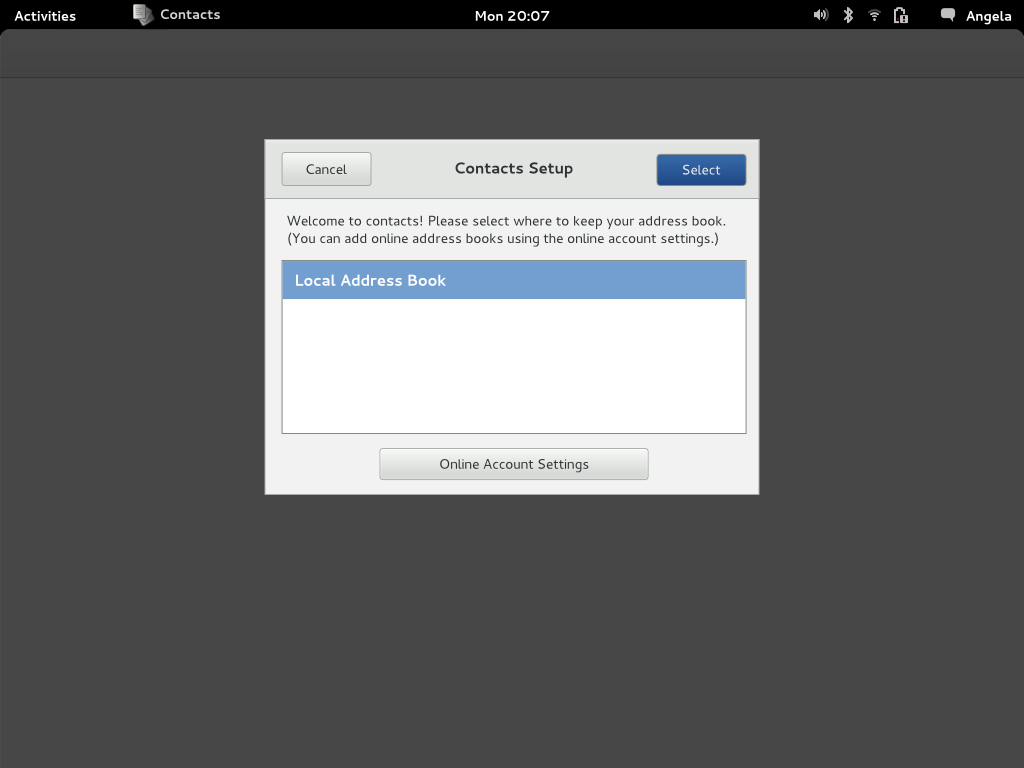 Activities
Contacts
Mon 20:07
Angela
Cancel
Contacts Setup
Select
Welcome to contacts! Please select where to keep your address book.
(You can add online address books using the online account settings.)
Local Address Book
Online Account Settings